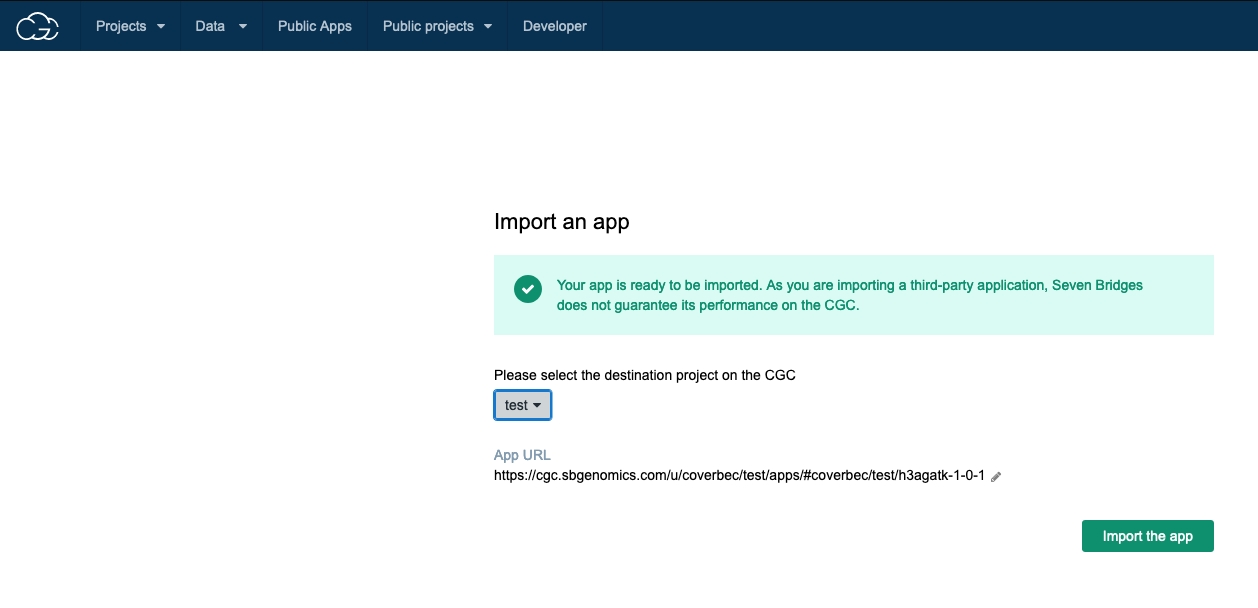 Projects Data Public Apps Public projects Developer
Import an app
Your app is ready to be imported. As you are importing a third-party application, Seven Bridges
does not guarantee its performance on the CGC.
Please select the destination project on the CGC
test
App URL
https://cgc.sbgenomics.com/u/coverbec/test/apps/#coverbec/test/h3agatk-1-0-1
Import the app